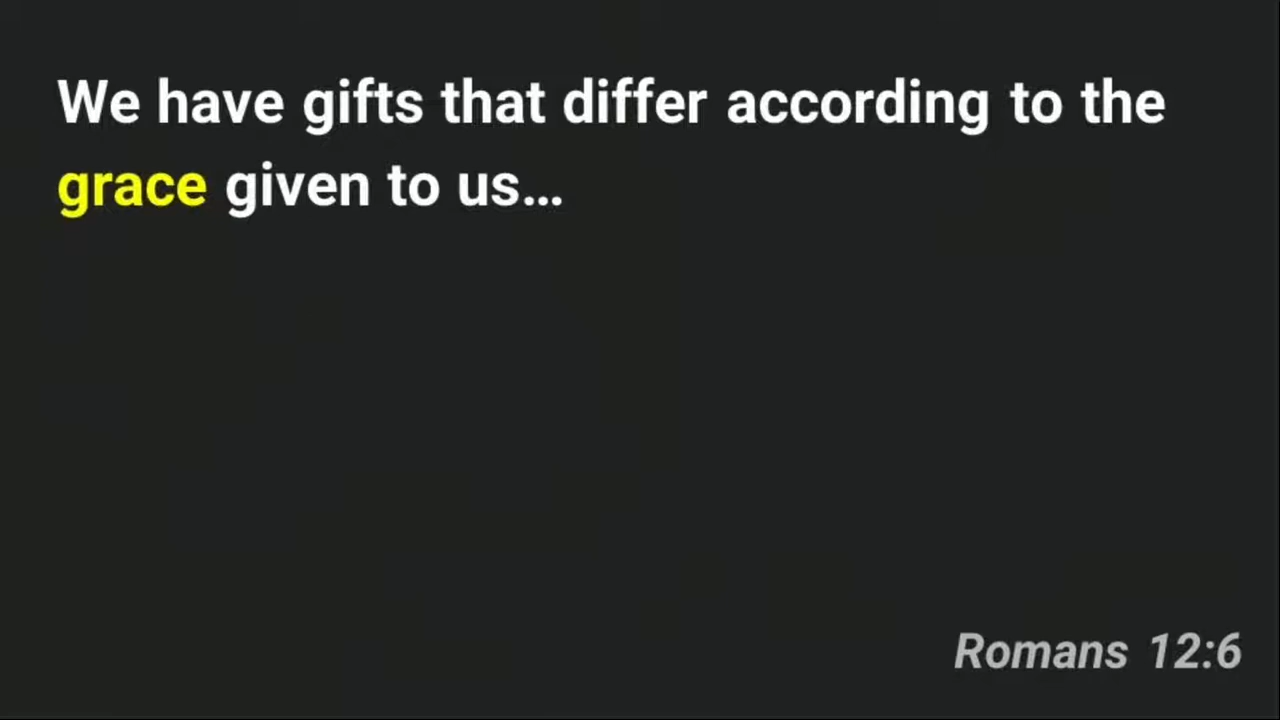 We have gifts that differ according to the
grace given to us…
Romans 12:6